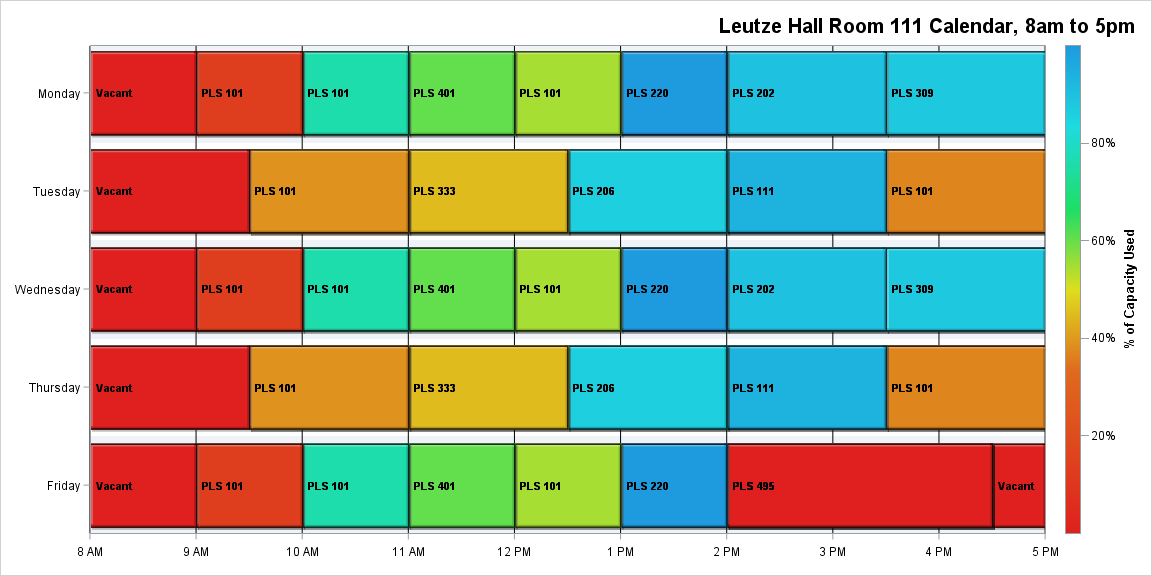 Leutze Hall Room 111 Calendar, 8am to 5pm
Monday
Vacant
PLS 101
PLS 101
PLS 401
PLS 101
PLS 220
PLS 202
PLS 309
Tuesday
Vacant
PLS 101
PLS 333
PLS 206
PLS 111
PLS 101
Wednesday
Vacant
PLS 101
PLS 101
PLS 401
PLS 101
PLS 220
PLS 202
PLS 309
Thursday
Vacant
PLS 101
PLS 333
PLS 206
PLS 111
PLS 101
Friday
Vacant
PLS 101
PLS 101
PLS 401
PLS 101
PLS 220
PLS 495
Vacant
8 AM
9 AM
10 AM
11 AM
12 PM
1 PM
2 PM
3 PM
4 PM
5 PM
80%
60%
40%
20%
% of Capacity Used